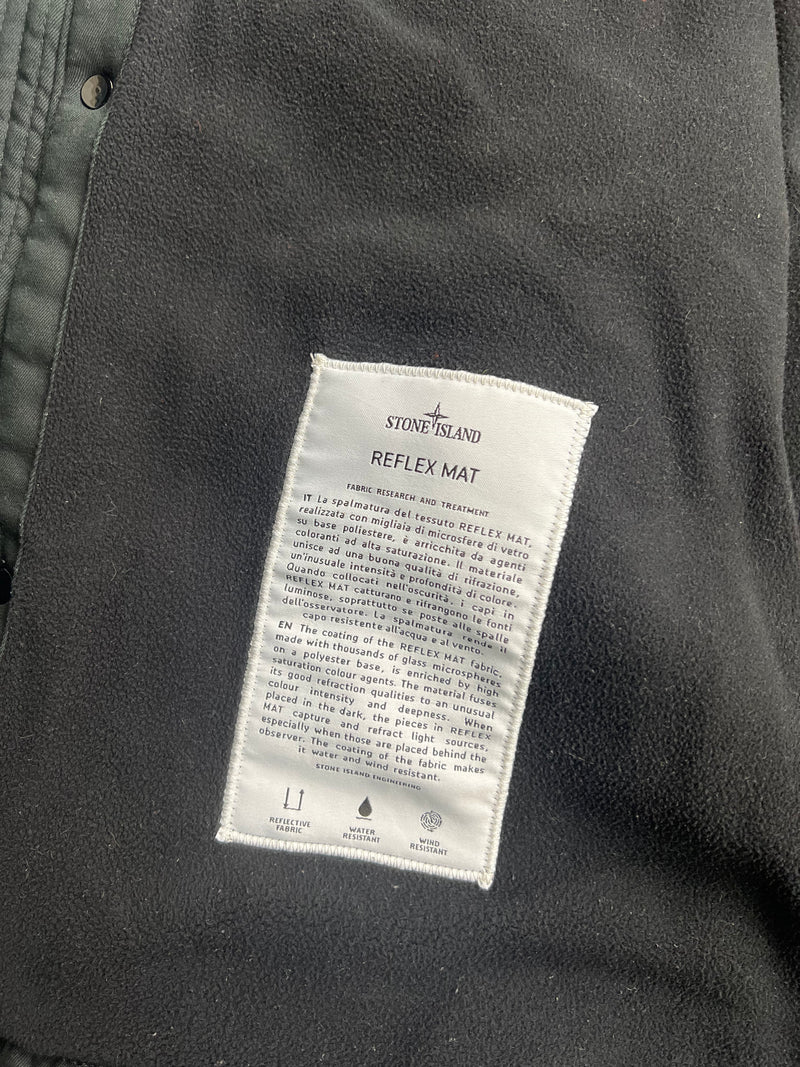 STONE ISLAND
REFLEX MAT
FABRIC RESEARCH AND TREATMENT
IT La spalmatura del tessuto REFLEX MAT,
realizzata con migliaia di microsfere di vetro
su base poliestere, è arricchita da agenti
coloranti ad alta saturazione. Il materiale
unisce ad una buona qualità di rifrazione,
un'inusuale intensità e profondità di colore.
Quando collocati nell'oscurità, i capi in
REFLEX MAT catturano e rifrangono le fonti
luminose, soprattutto se poste alle spalle
dell'osservatore. La spalmatura rende il
capo resistente all'acqua e al vento.
EN The coating of the REFLEX MAT fabric,
made with thousands of glass microspheres
on a polyester base, is enriched by high
saturation colour agents. The material fuses
its good refraction qualities to an unusual
colour intensity and deepness. When
placed in the dark, the pieces in REFLEX
MAT capture and refract light sources,
especially when those are placed behind the
observer. The coating of the fabric makes
it water and wind resistant.
STONE ISLAND ENGINEERING
REFLECTIVE
FABRIC
WATER
RESISTANT
WIND
RESISTANT